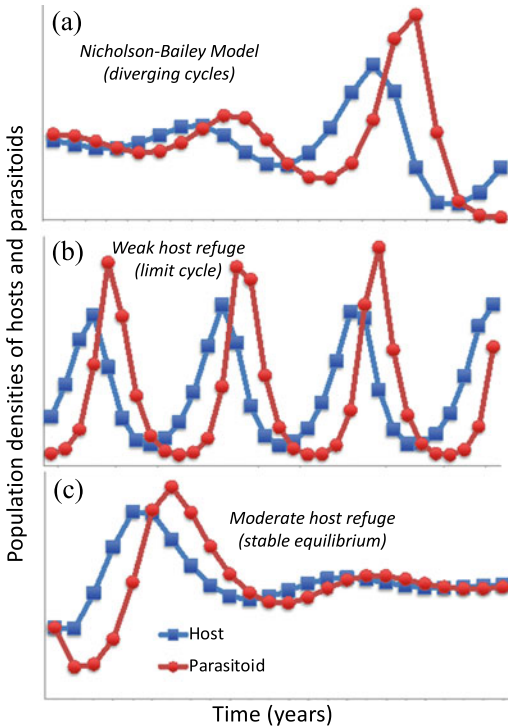 (a)
Nicholson-Bailey Model
(diverging cycles)
(b)
Weak host refuge
(limit cycle)
(c)
Moderate host refuge
(stable equilibrium)
Host
Parasitoid
Population densities of hosts and parasitoids
Time (years)